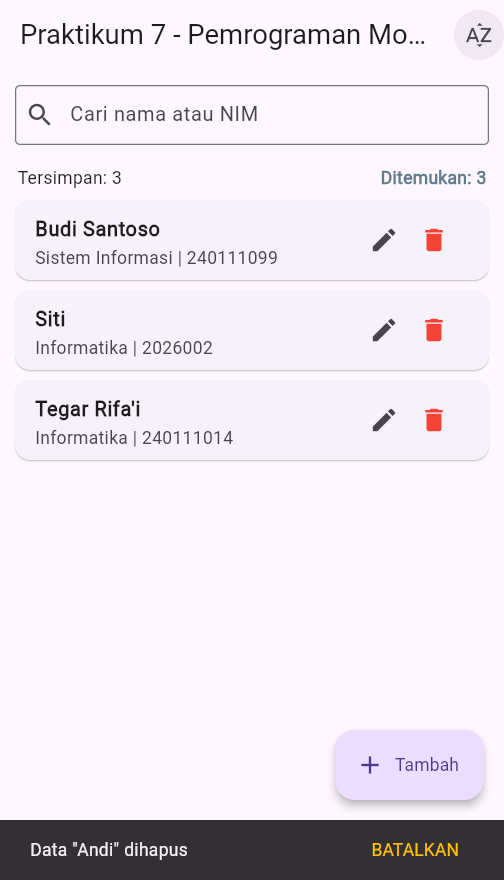 Praktikum 7 - Pemrograman Mo...
AZ
Cari nama atau NIM
Tersimpan: 3
Ditemukan: 3
Budi Santoso
Sistem Informasi | 240111099
Siti
Informatika | 2026002
Tegar Rifa'i
Informatika | 240111014
Tambah
Data "Andi" dihapus
BATALKAN